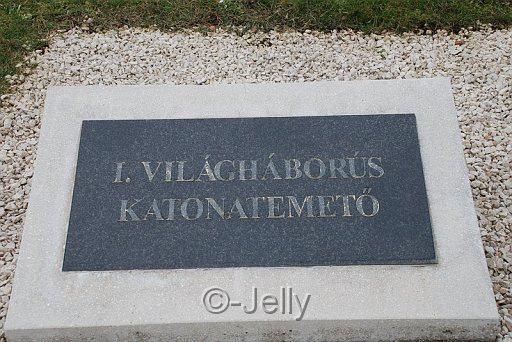 I. VILÁGHÁBORÚS
KATONATEMETŐ
©-Jelly